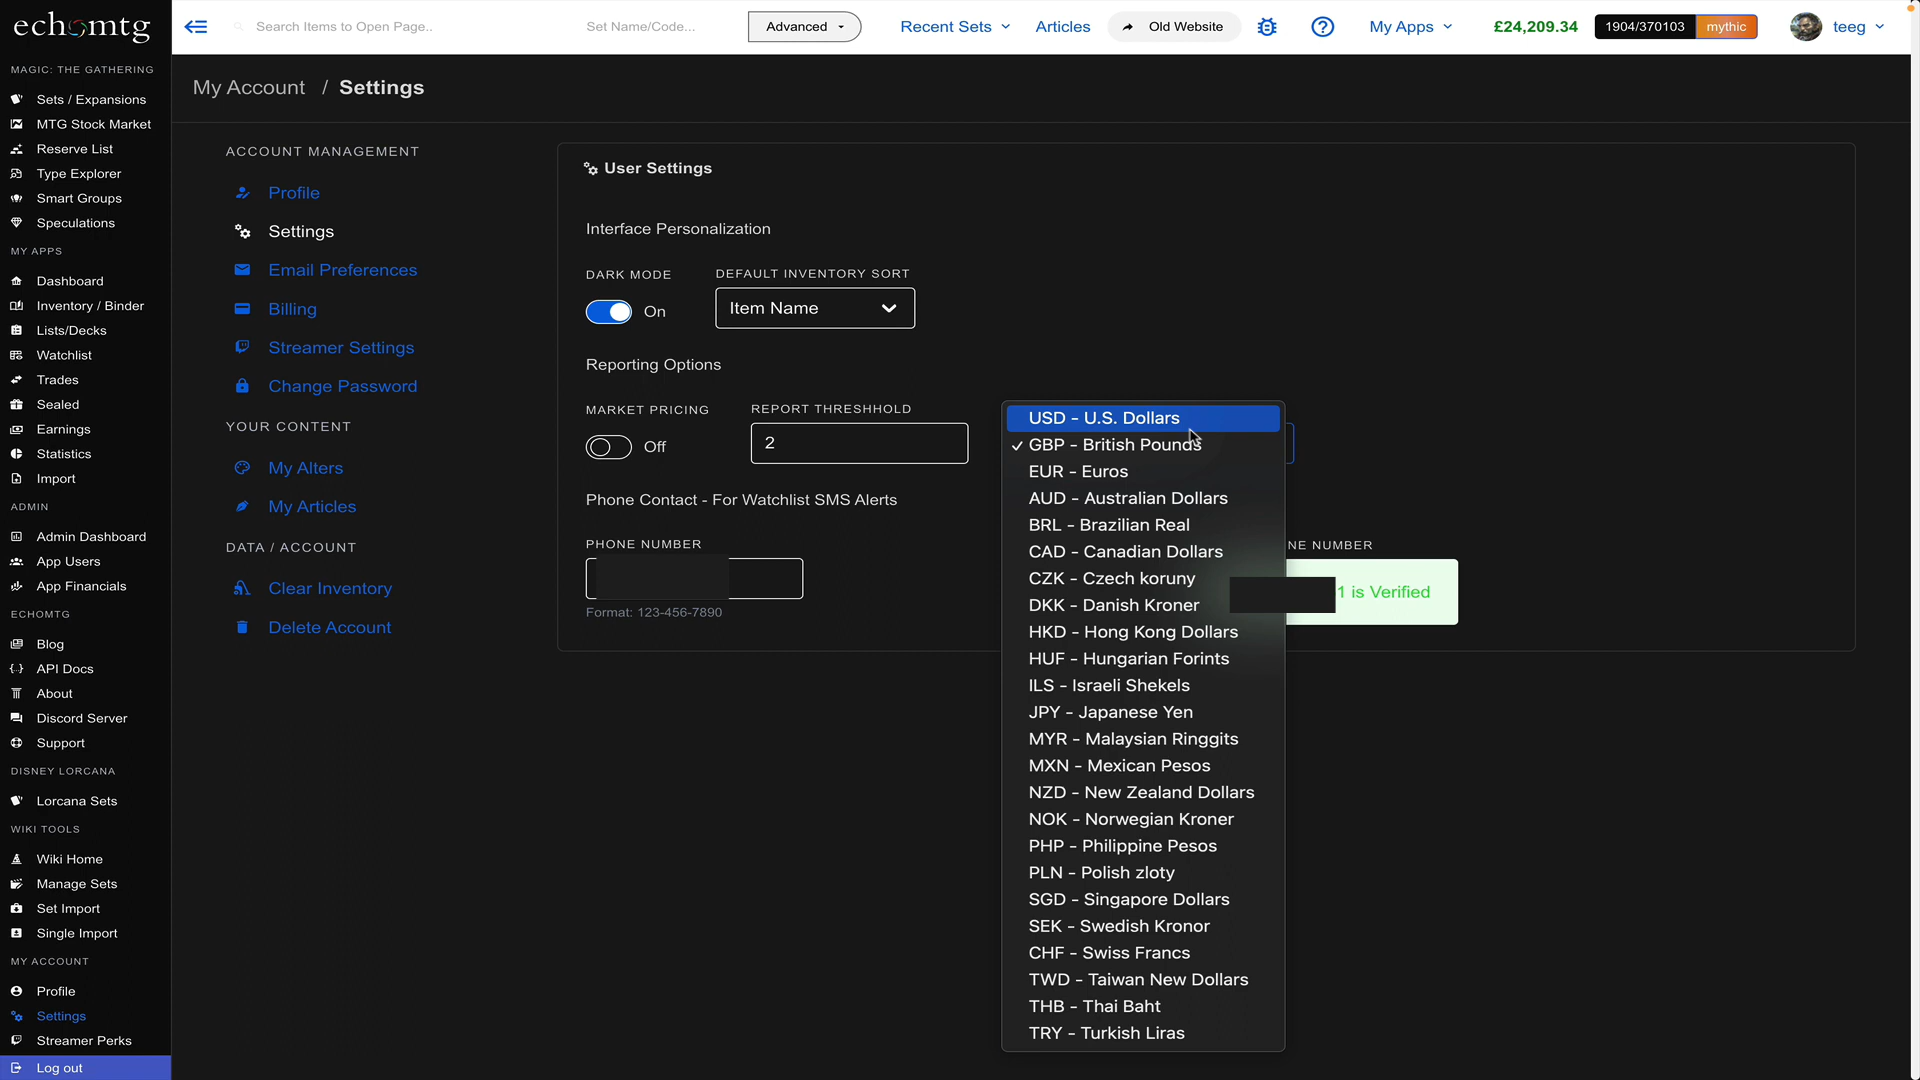 echomtg
MAGIC: THE GATHERING
Sets / Expansions
MTG Stock Market
Reserve List
Type Explorer
Smart Groups
Speculations
MY APPS
Dashboard
Inventory / Binder
Lists/Decks
Watchlist
Trades
Sealed
Earnings
Statistics
Import
ADMIN
Admin Dashboard
App Users
App Financials
ECHOMTG
Blog
API Docs
About
Discord Server
Support
DISNEY LORCANA
Lorcana Sets
WIKI TOOLS
Wiki Home
Manage Sets
Set Import
Single Import
MY ACCOUNT
Profile
Settings
Streamer Perks
Log out
Search Items to Open Page.. Set Name/Code... Advanced Recent Sets Articles Old Website My Apps £24,209.34 1904/370103 mythic teeg
My Account / Settings
ACCOUNT MANAGEMENT
Profile
Settings
Email Preferences
Billing
Streamer Settings
Change Password
YOUR CONTENT
My Alters
My Articles
DATA / ACCOUNT
Clear Inventory
Delete Account
User Settings
Interface Personalization
DARK MODE DEFAULT INVENTORY SORT
On Item Name
Reporting Options
MARKET PRICING REPORT THRESHHOLD
Off 2
Phone Contact - For Watchlist SMS Alerts
PHONE NUMBER
Format: 123-456-7890
NE NUMBER
1 is Verified
USD - U.S. Dollars
✓ GBP - British Pounds
EUR - Euros
AUD - Australian Dollars
BRL - Brazilian Real
CAD - Canadian Dollars
CZK - Czech koruny
DKK - Danish Kroner
HKD - Hong Kong Dollars
HUF - Hungarian Forints
ILS - Israeli Shekels
JPY - Japanese Yen
MYR - Malaysian Ringgits
MXN - Mexican Pesos
NZD - New Zealand Dollars
NOK - Norwegian Kroner
PHP - Philippine Pesos
PLN - Polish zloty
SGD - Singapore Dollars
SEK - Swedish Kronor
CHF - Swiss Francs
TWD - Taiwan New Dollars
THB - Thai Baht
TRY - Turkish Liras